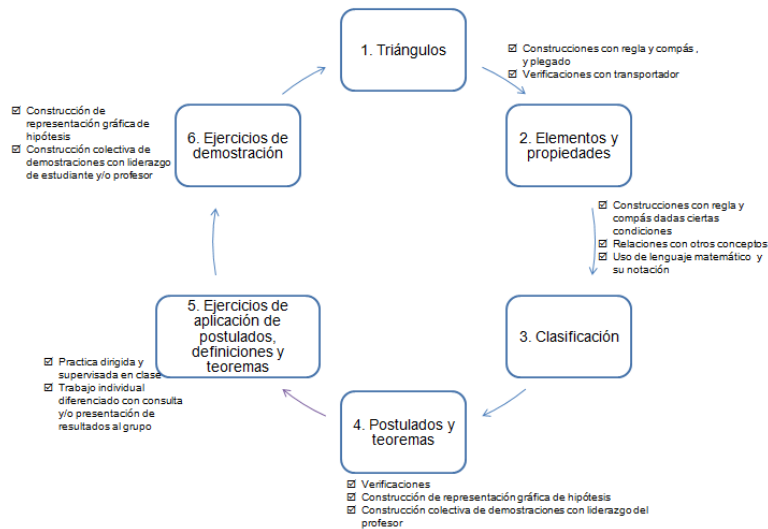 1. Triángulos
☑ Construcciones con regla y compás ,
y plegado
☑ Verificaciones con transportador
2. Elementos y
propiedades
☑ Construcciones con regla y
compás dadas ciertas
condiciones
☑ Relaciones con otros conceptos
☑ Uso de lenguaje matemático y
su notación
3. Clasificación
4. Postulados y
teoremas
☑ Verificaciones
☑ Construcción de representación gráfica de hipótesis
☑ Construcción colectiva de demostraciones con liderazgo del
profesor
5. Ejercicios de
aplicación de
postulados,
definiciones y
teoremas
☑ Practica dirigida y
supervisada en clase
☑ Trabajo individual
diferenciado con consulta
y/o presentación de
resultados al grupo
6. Ejercicios de
demostración
☑ Construcción de
representación gráfica de
hipótesis
☑ Construcción colectiva de
demostraciones con liderazgo
de estudiante y/o profesor